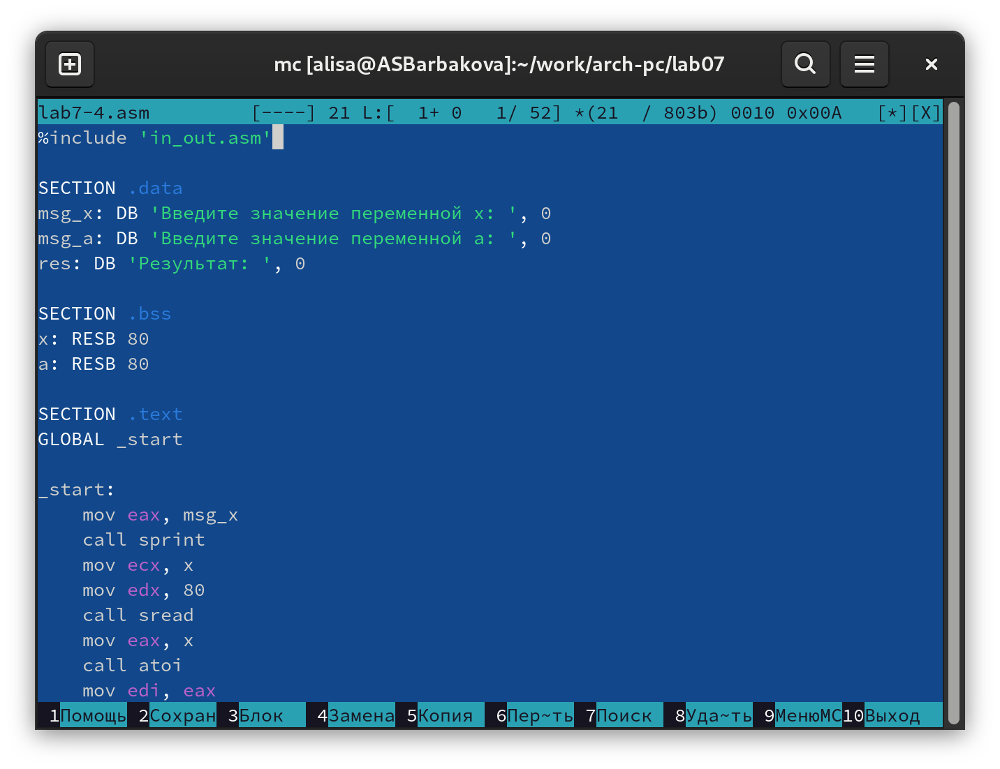 mc [alisa@ASBarbakova]:~/work/arch-pc/lab07
lab7-4.asm         [----] 21 L:[  1+ 0   1/ 52] *(21  / 803b) 0010 0x00A   [*][X]
%include 'in_out.asm'

SECTION .data
msg_x: DB 'Введите значение переменной x: ', 0
msg_a: DB 'Введите значение переменной a: ', 0
res: DB 'Результат: ', 0

SECTION .bss
x: RESB 80
a: RESB 80

SECTION .text
GLOBAL _start

_start:
    mov eax, msg_x
    call sprint
    mov ecx, x
    mov edx, 80
    call sread
    mov eax, x
    call atoi
    mov edi, eax
 1Помощь 2Сохран 3Блок   4Замена 5Копия  6Пер~ть 7Поиск  8Уда~ть 9МенюMC10Выход